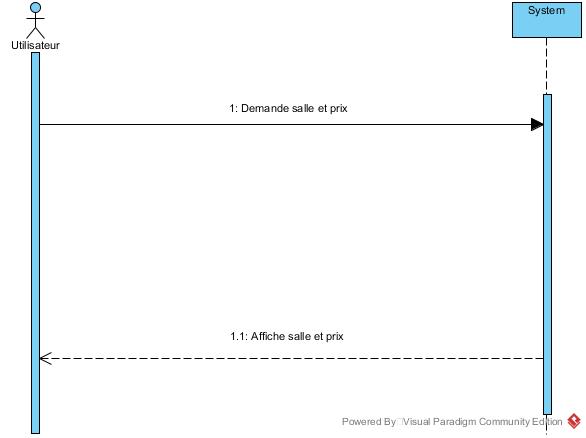 System
Utilisateur
1: Demande salle et prix
1.1: Affiche salle et prix
Powered By Visual Paradigm Community Edition